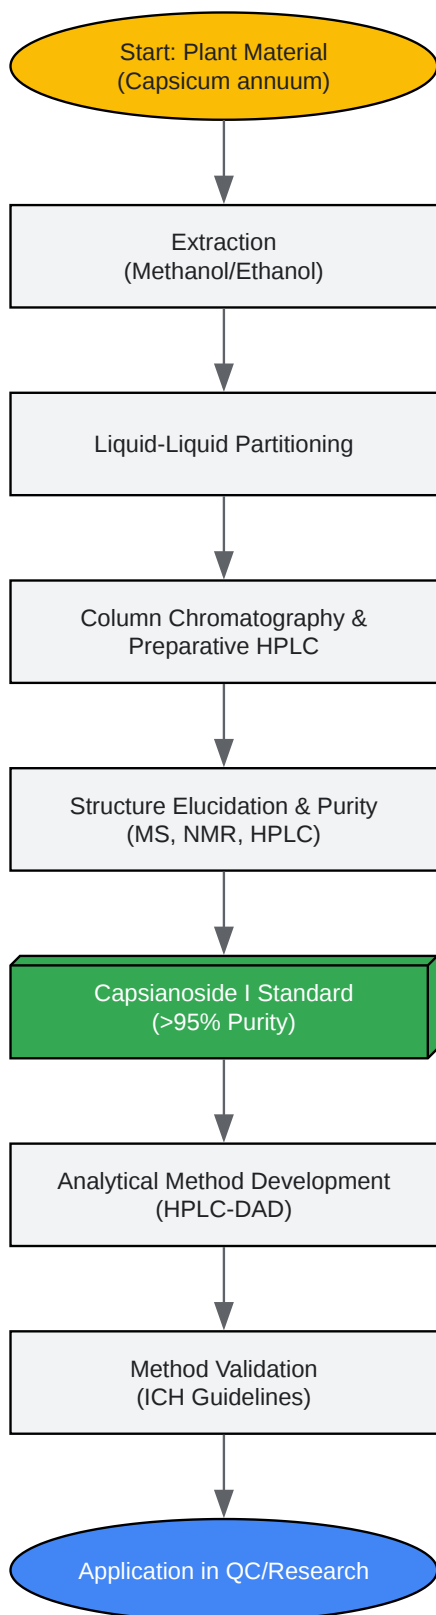 Start: Plant Material
(Capsicum annuum)
Extraction
(Methanol/Ethanol)
Liquid-Liquid Partitioning
Column Chromatography &
Preparative HPLC
Structure Elucidation & Purity
(MS, NMR, HPLC)
Capsianoside I Standard
(>95% Purity)
Analytical Method Development
(HPLC-DAD)
Method Validation
(ICH Guidelines)
Application in QC/Research